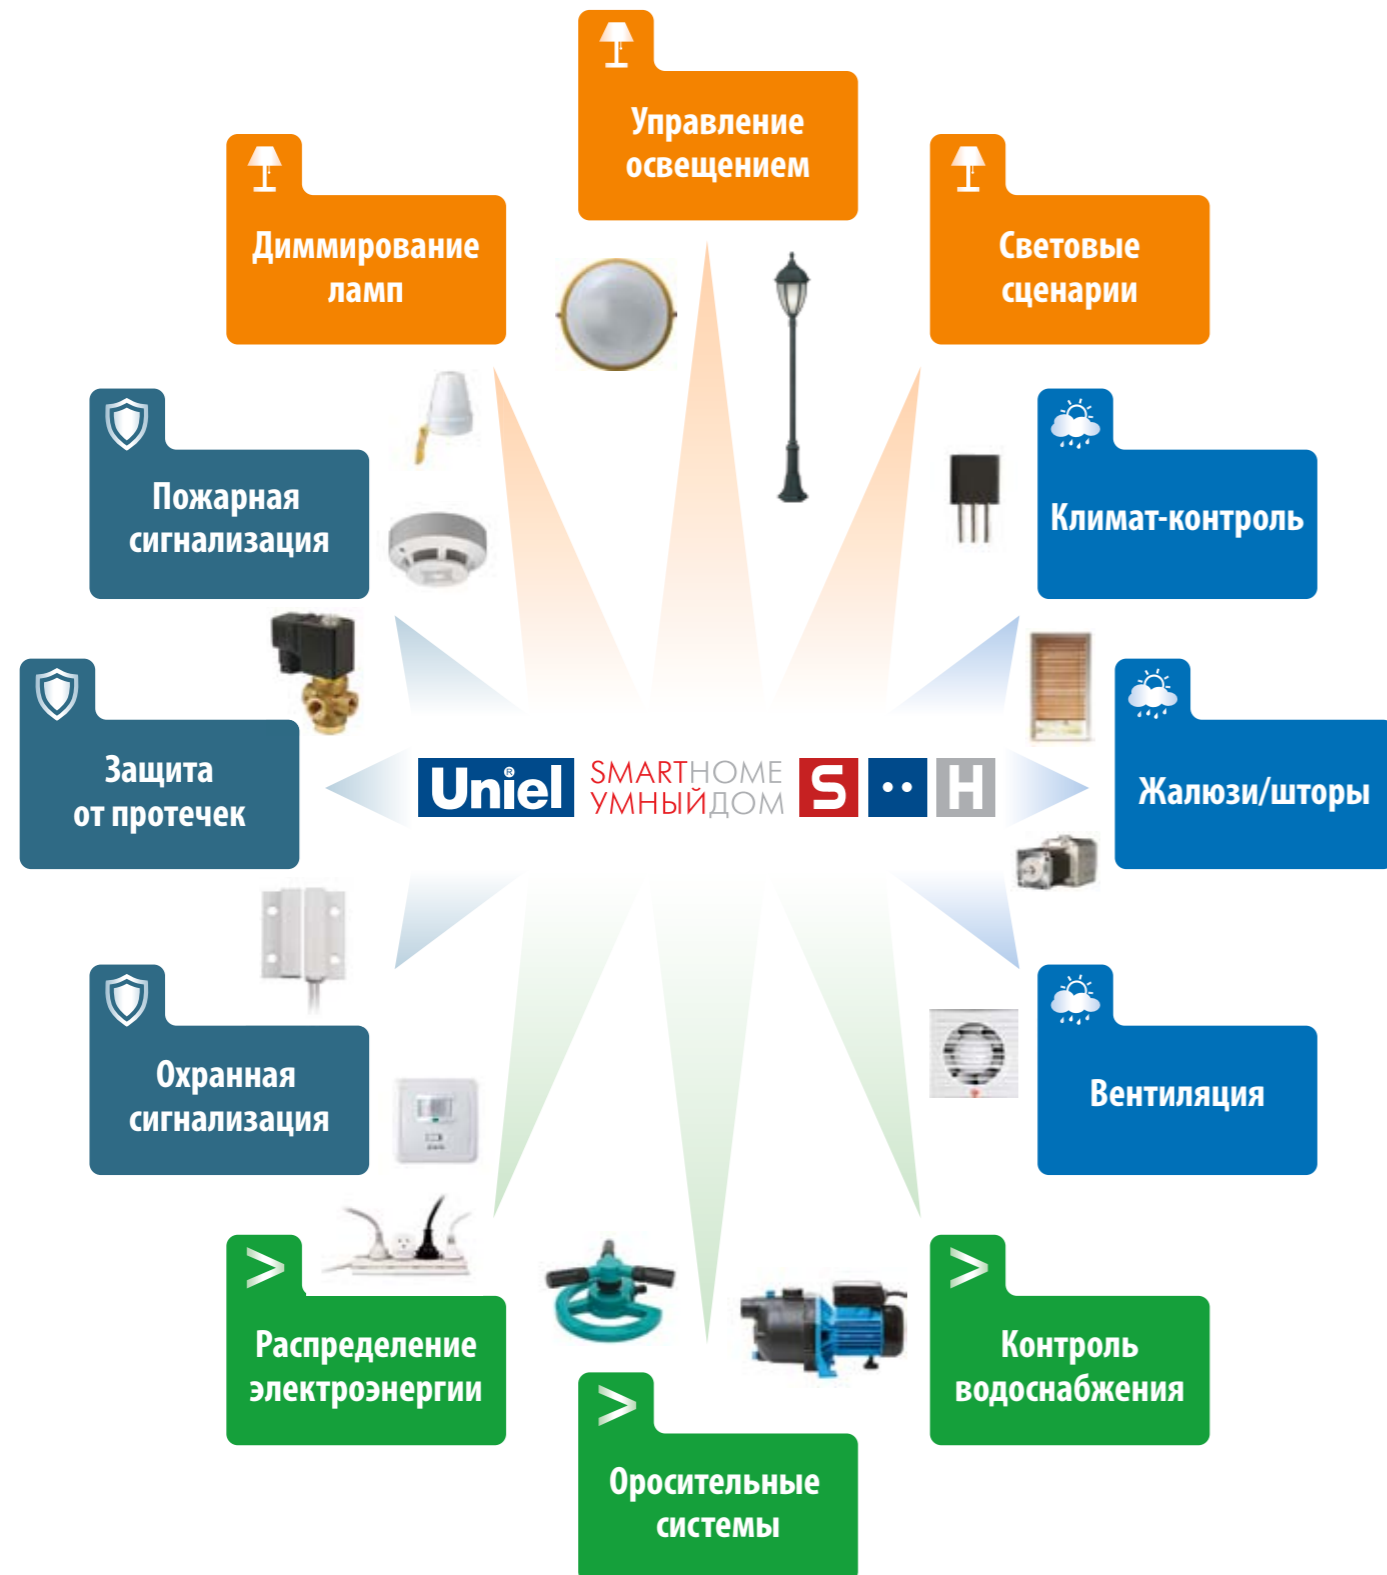 Управление
освещением
Диммирование
ламп
Световые
сценарии
Пожарная
сигнализация
Климат-контроль
Защита
от протечек
Uniel®
SMARTHOME
УМНЫЙДОМ
S
H
Жалюзи/шторы
Охранная
сигнализация
Вентиляция
>
Распределение
электроэнергии
>
Оросительные
системы
>
Контроль
водоснабжения